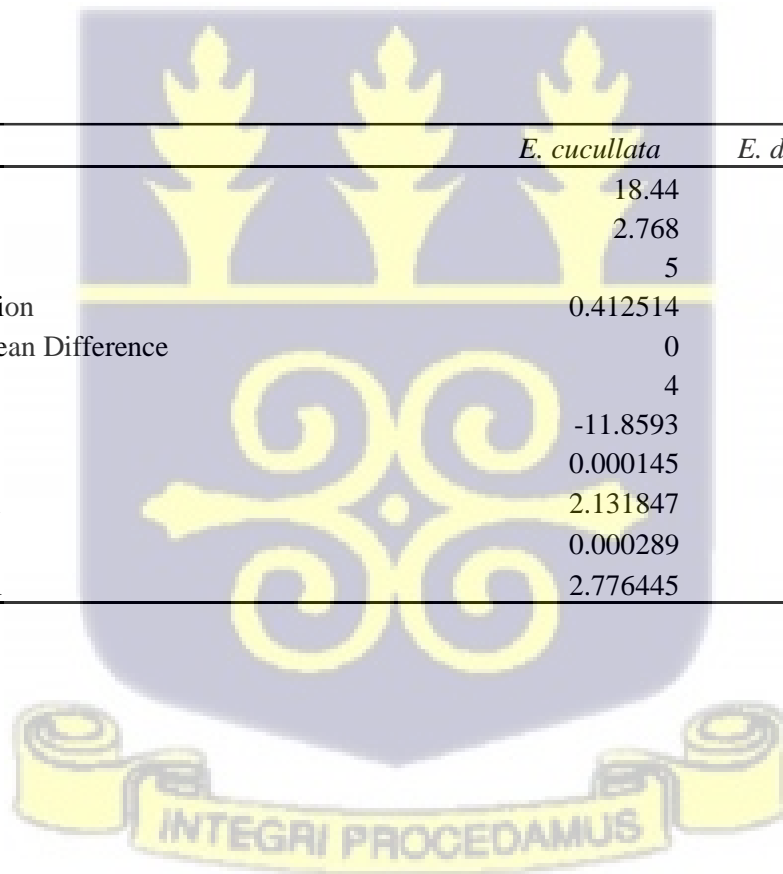 E. cucullata E. d
18.44
2.768
5
ion 0.412514
ean Difference 0
4
-11.8593
0.000145
2.131847
0.000289
2.776445
INTEGRI PROCEDAMUS